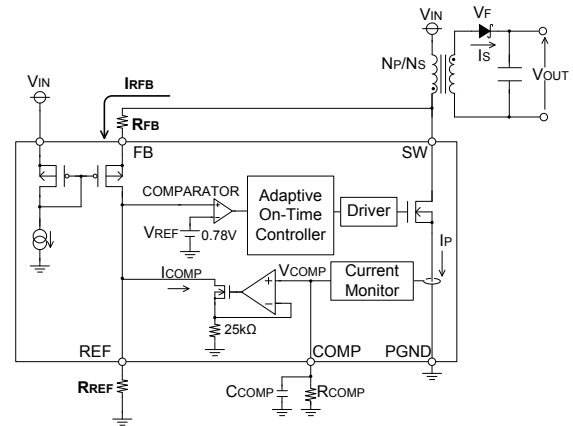 VIN
VF
NP/NS
IS
VOUT
VIN
IRFB
RFB
FB
SW
COMPARATOR
Adaptive
On-Time
Controller
Driver
VREF
0.78V
IP
ICOMP
VCOMP
Current
Monitor
25kΩ
REF
COMP
PGND
RREF
CCOMP
RCOMP